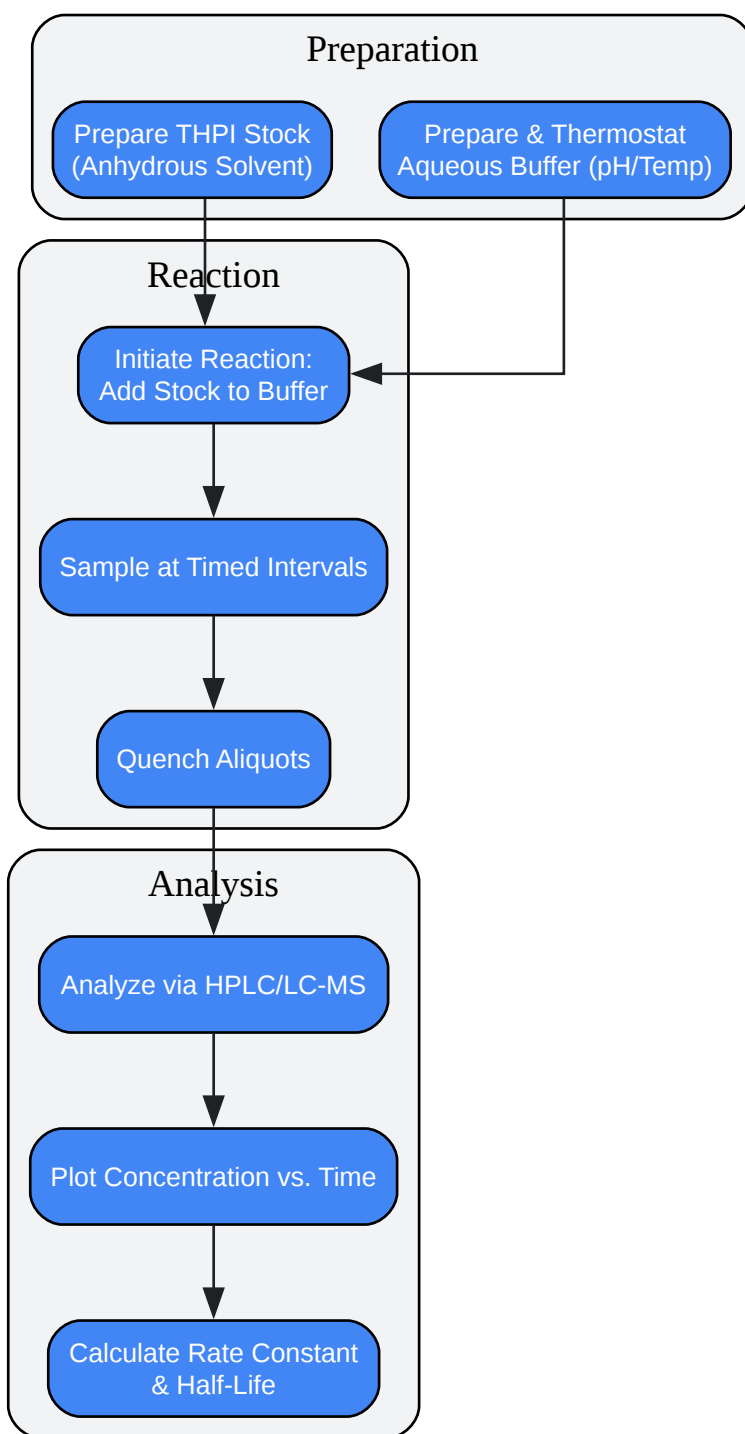 Preparation
Prepare THPI Stock
(Anhydrous Solvent)
Prepare & Thermostat
Aqueous Buffer (pH/Temp)
Reaction
Initiate Reaction:
Add Stock to Buffer
Sample at Timed Intervals
Quench Aliquots
Analysis
Analyze via HPLC/LC-MS
Plot Concentration vs. Time
Calculate Rate Constant
& Half-Life